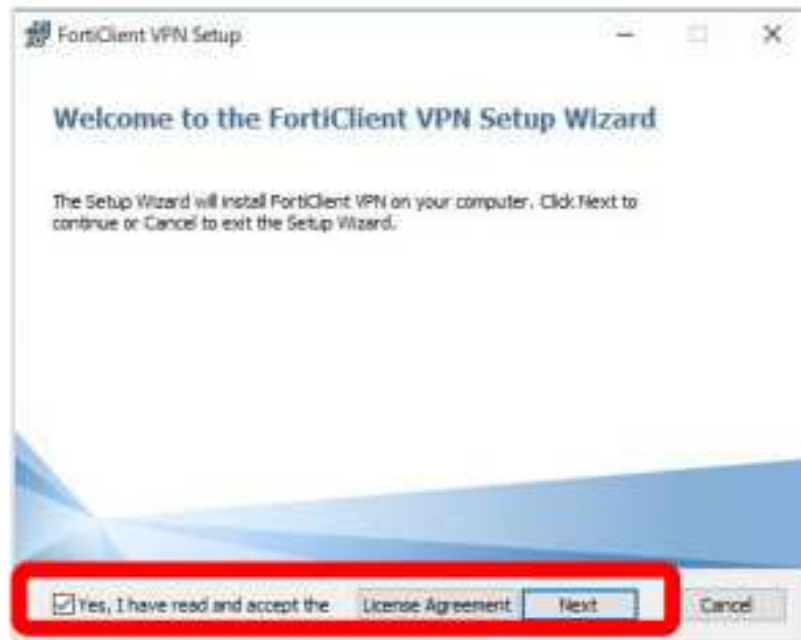 FortiClient VPN Setup
Welcome to the FortiClient VPN Setup Wizard
The Setup Wizard will install FortiClient VPN on your computer. Click Next to
continue or Cancel to exit the Setup Wizard.
Yes, I have read and accept the License Agreement Next Cancel